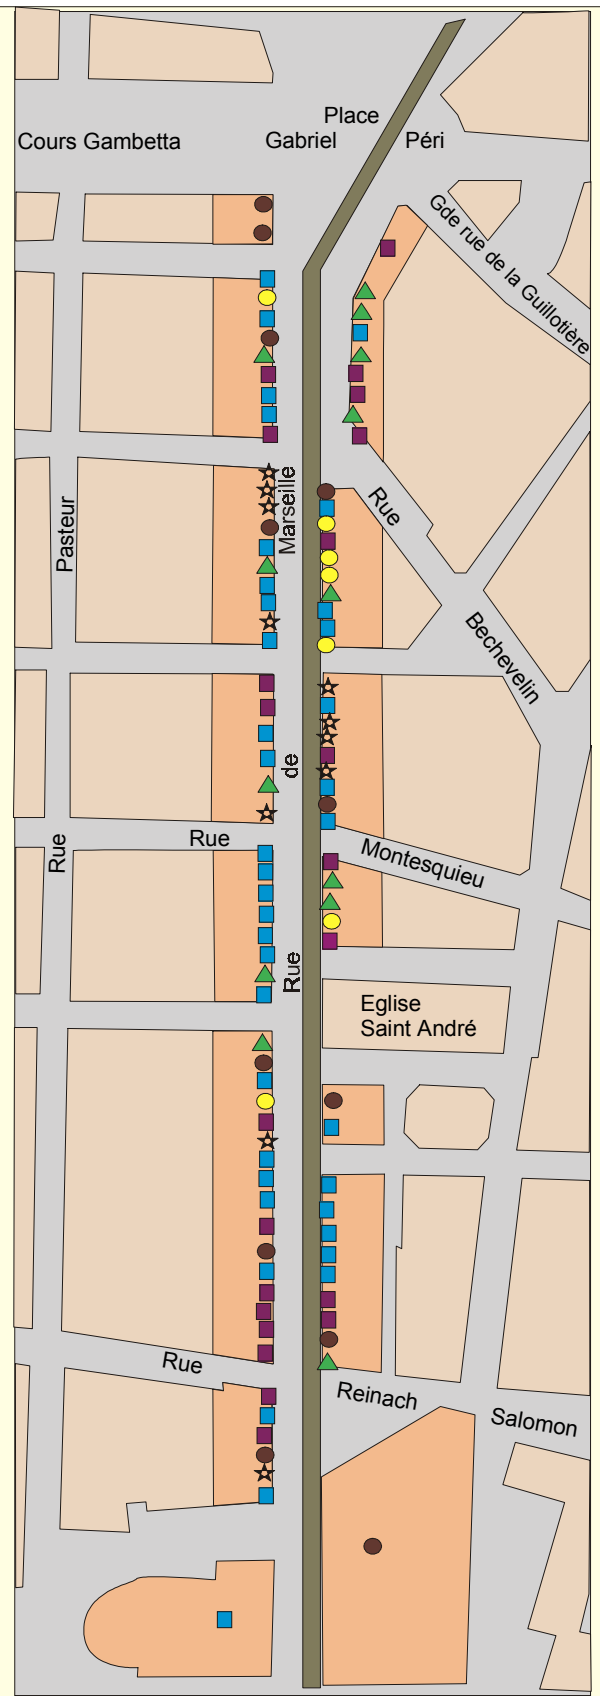 Place
Cours Gambetta
Gabriel
Péri
Gde rue de la Guillotière
Marseille
Pasteur
Rue
Bechevelin
de
Rue
Rue
Montesquieu
Rue
Eglise
Saint André
Rue
Reinach
Salomon